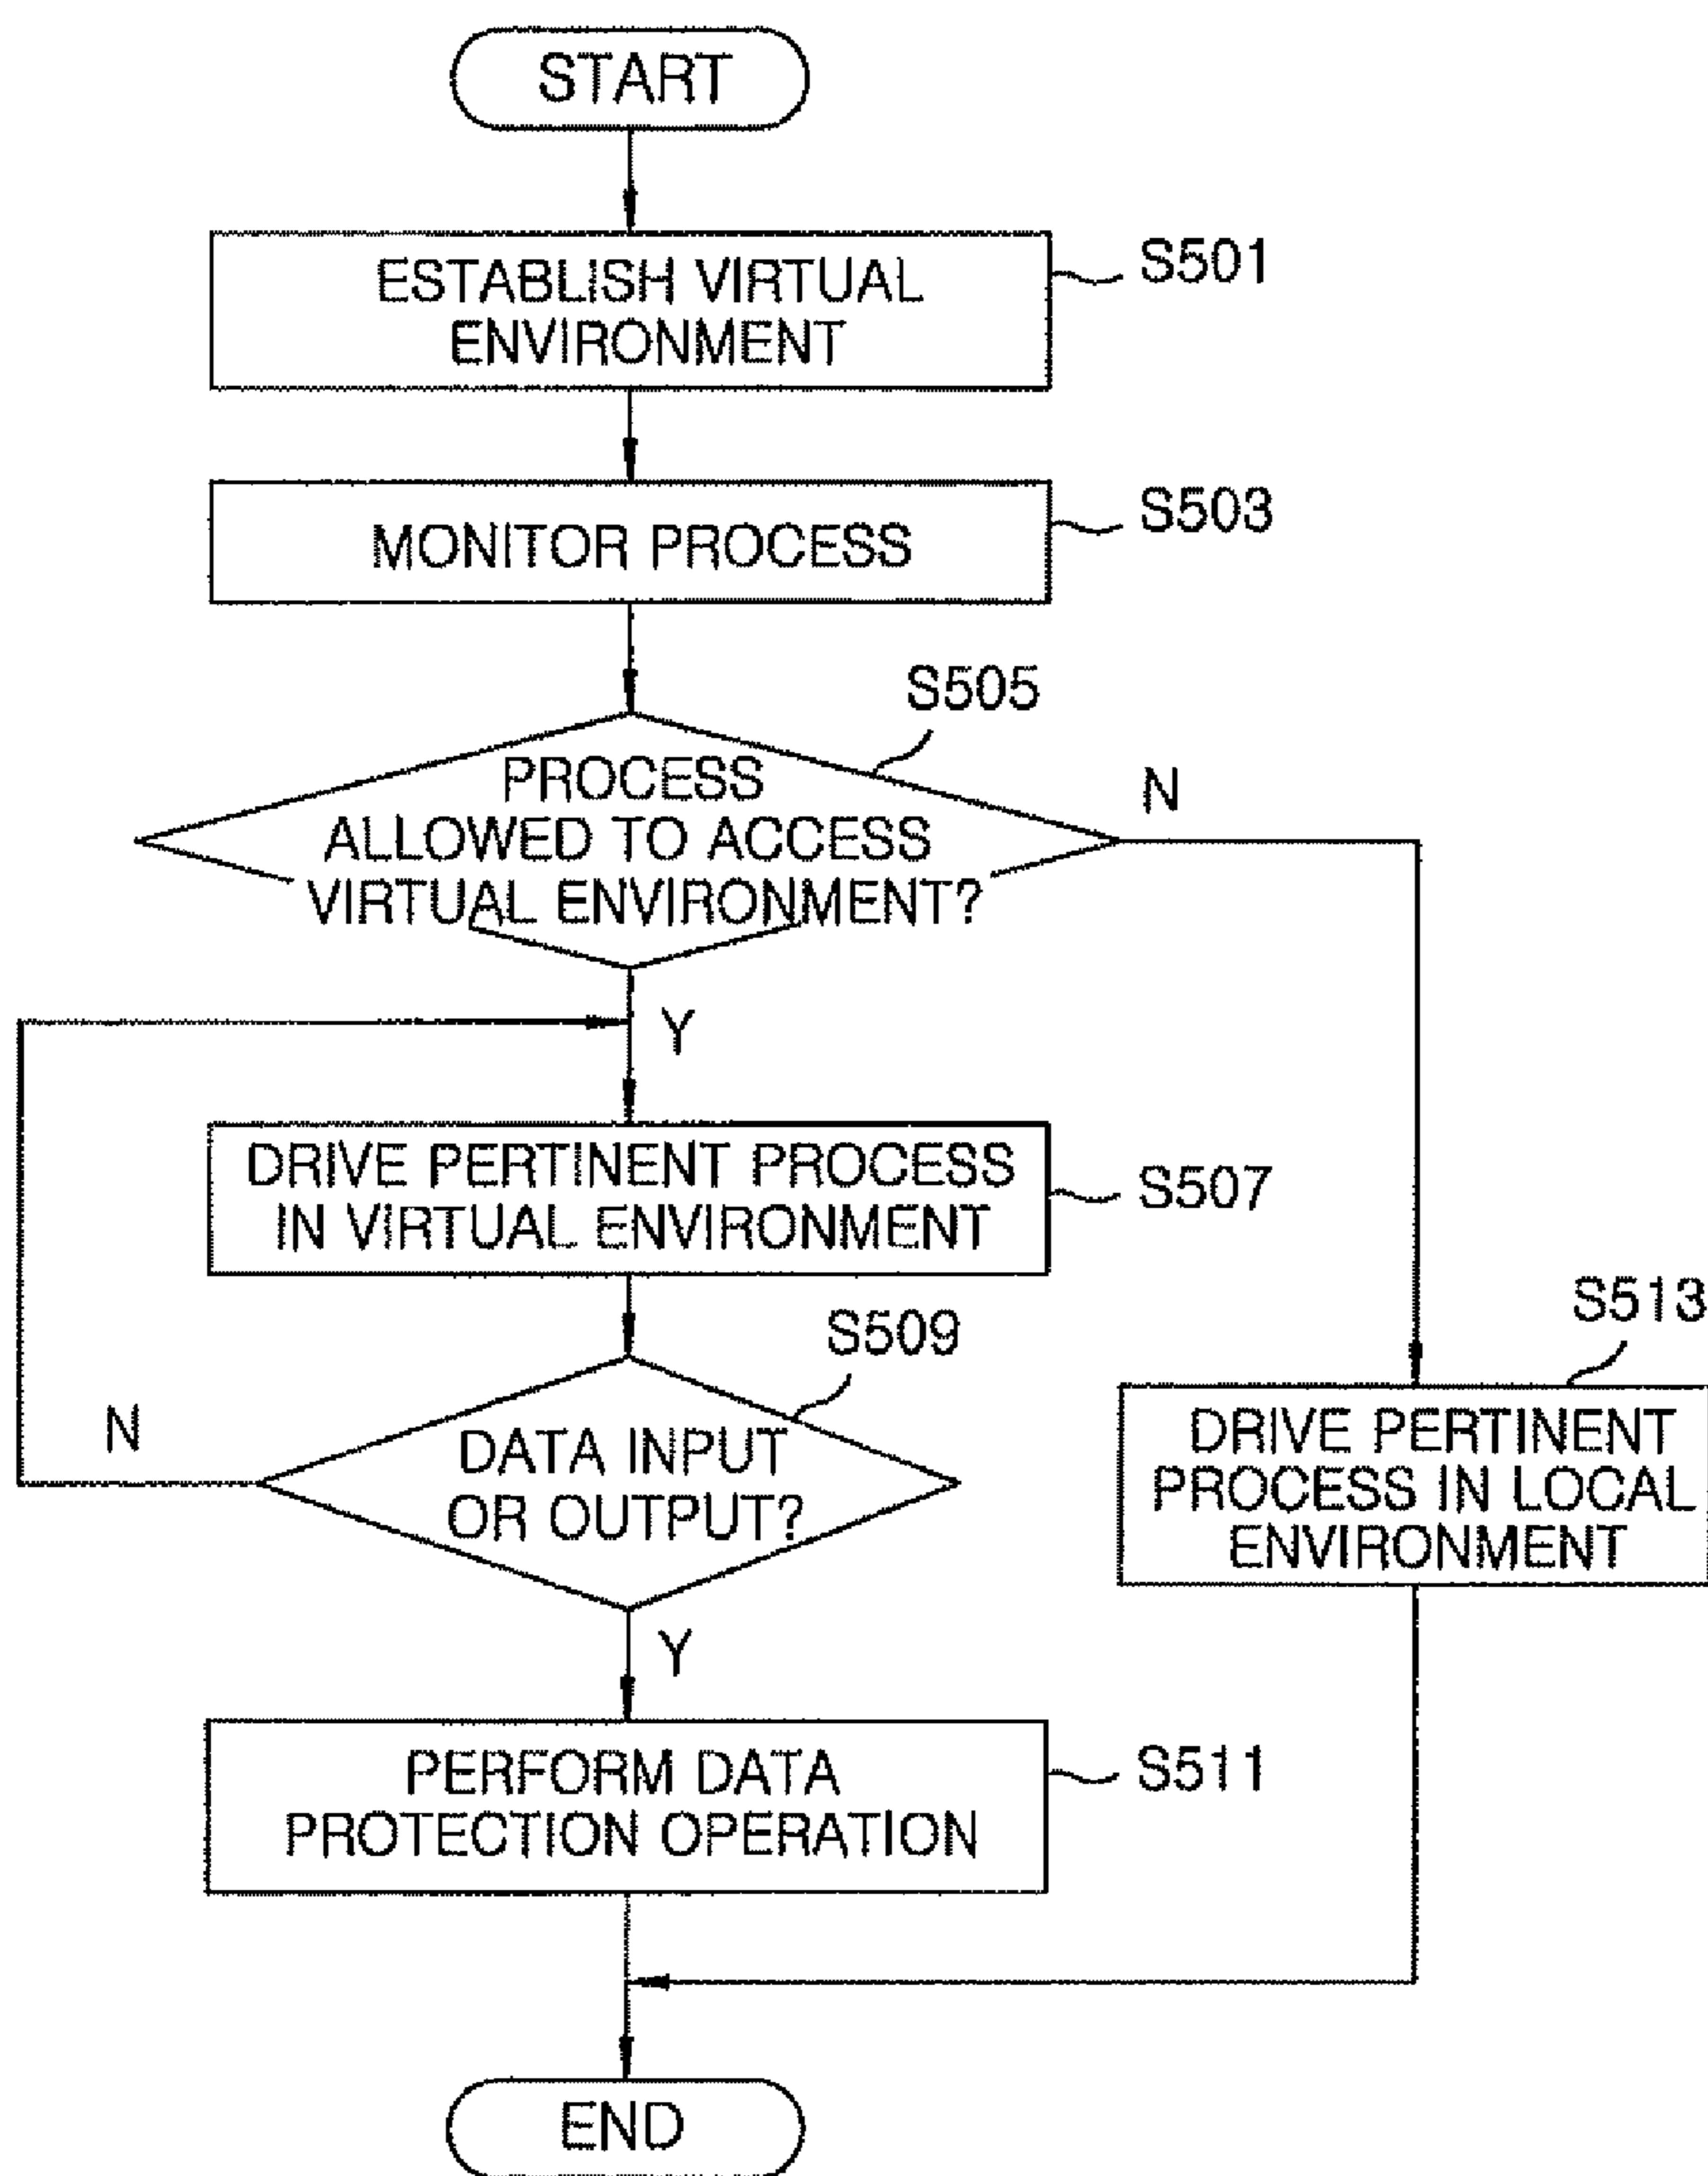 START
ESTABLISH VIRTUAL
ENVIRONMENT
S501
MONITOR PROCESS
S503
S505
PROCESS
ALLOWED TO ACCESS
VIRTUAL ENVIRONMENT?
N
Y
DRIVE PERTINENT PROCESS
IN VIRTUAL ENVIRONMENT
S507
S509
DATA INPUT
OR OUTPUT?
N
Y
S513
DRIVE PERTINENT
PROCESS IN LOCAL
ENVIRONMENT
PERFORM DATA
PROTECTION OPERATION
S511
END